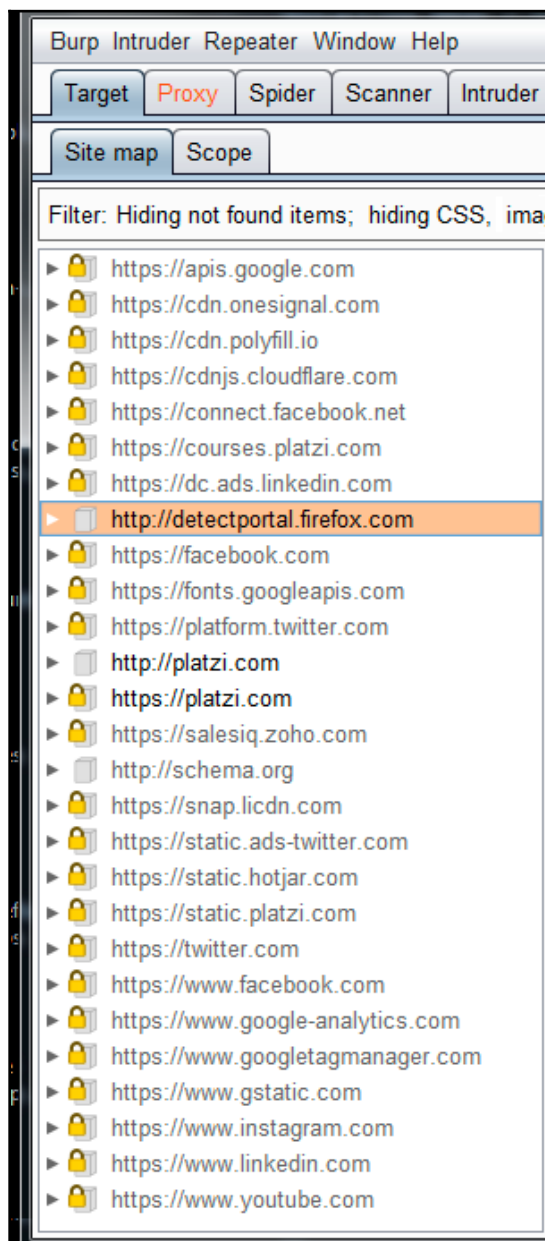 Burp Intruder Repeater Window Help
Target Proxy Spider Scanner Intruder
Site map Scope
Filter: Hiding not found items; hiding CSS, ima
https://apis.google.com
https://cdn.onesignal.com
https://cdn.polyfill.io
https://cdnjs.cloudflare.com
https://connect.facebook.net
https://courses.platzi.com
https://dc.ads.linkedin.com
http://detectportal.firefox.com
https://facebook.com
https://fonts.googleapis.com
https://platform.twitter.com
http://platzi.com
https://platzi.com
https://salesiq.zoho.com
http://schema.org
https://snap.licdn.com
https://static.ads-twitter.com
https://static.hotjar.com
https://static.platzi.com
https://twitter.com
https://www.facebook.com
https://www.google-analytics.com
https://www.googletagmanager.com
https://www.gstatic.com
https://www.instagram.com
https://www.linkedin.com
https://www.youtube.com